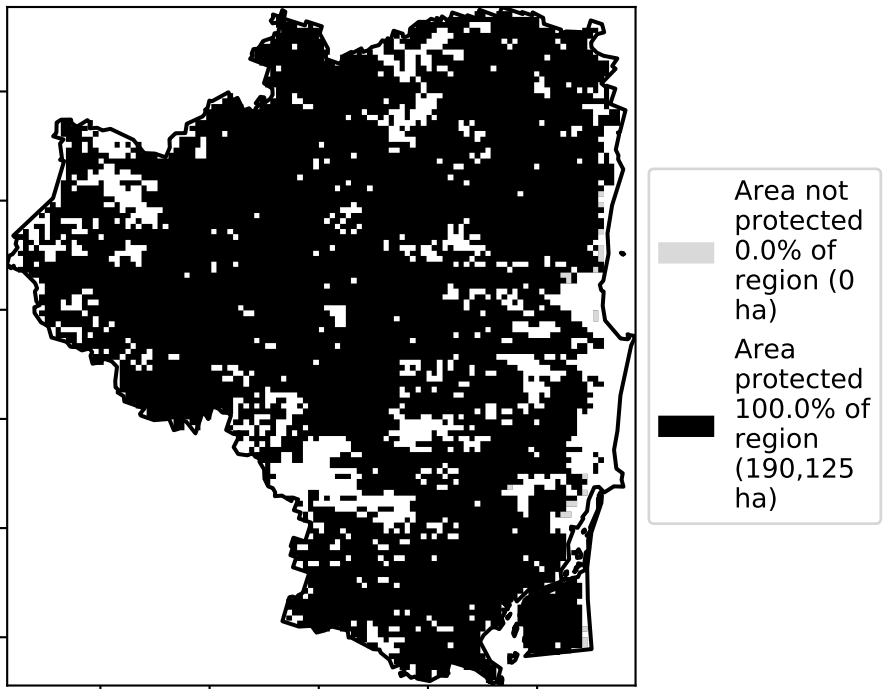 Area not
protected
0.0% of
region (0
ha)
Area
protected
100.0% of
region
(190,125
ha)